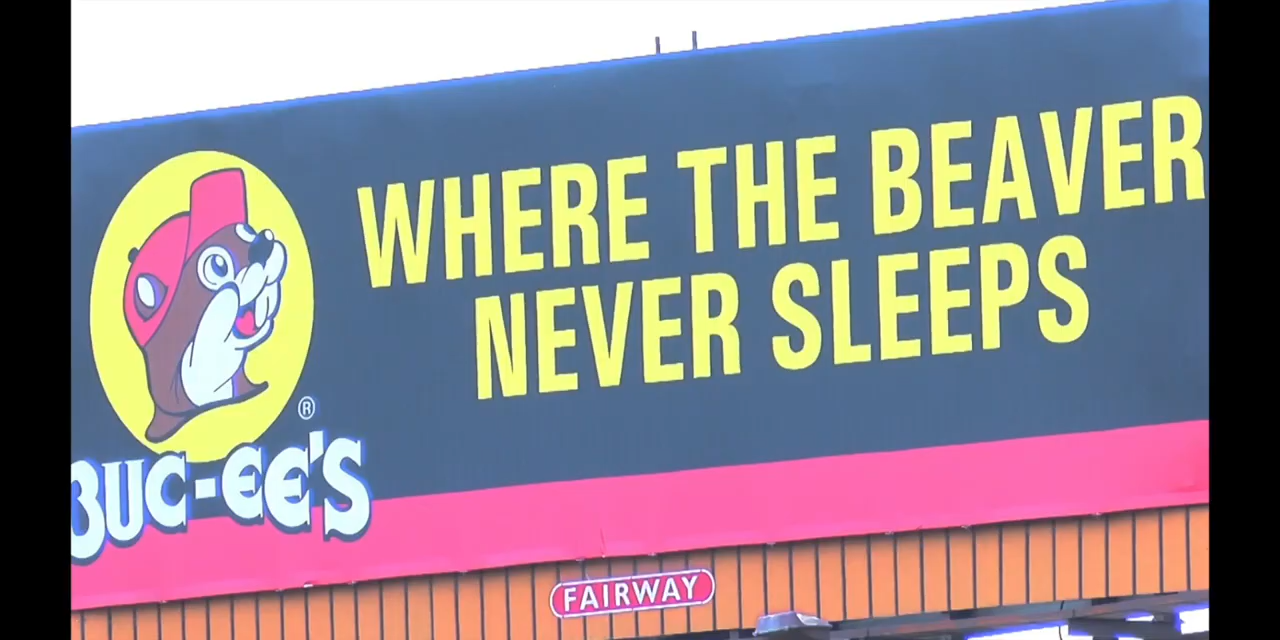 WHERE THE BEAVER
NEVER SLEEPS
®
BUC-EE'S
FAIRWAY